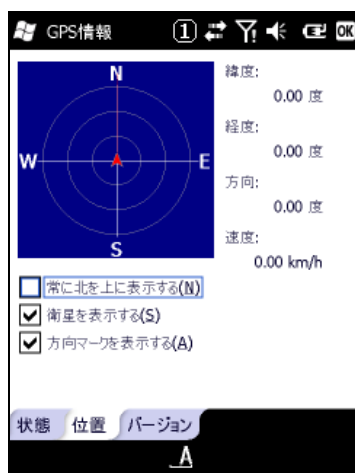 GPS情報 1 OK
N
W E
S
緯度:
0.00 度
経度:
0.00 度
方向:
0.00 度
速度:
0.00 km/h
常に北を上に表示する(N)
衛星を表示する(S)
方向マークを表示する(A)
状態 位置 バージョン
A